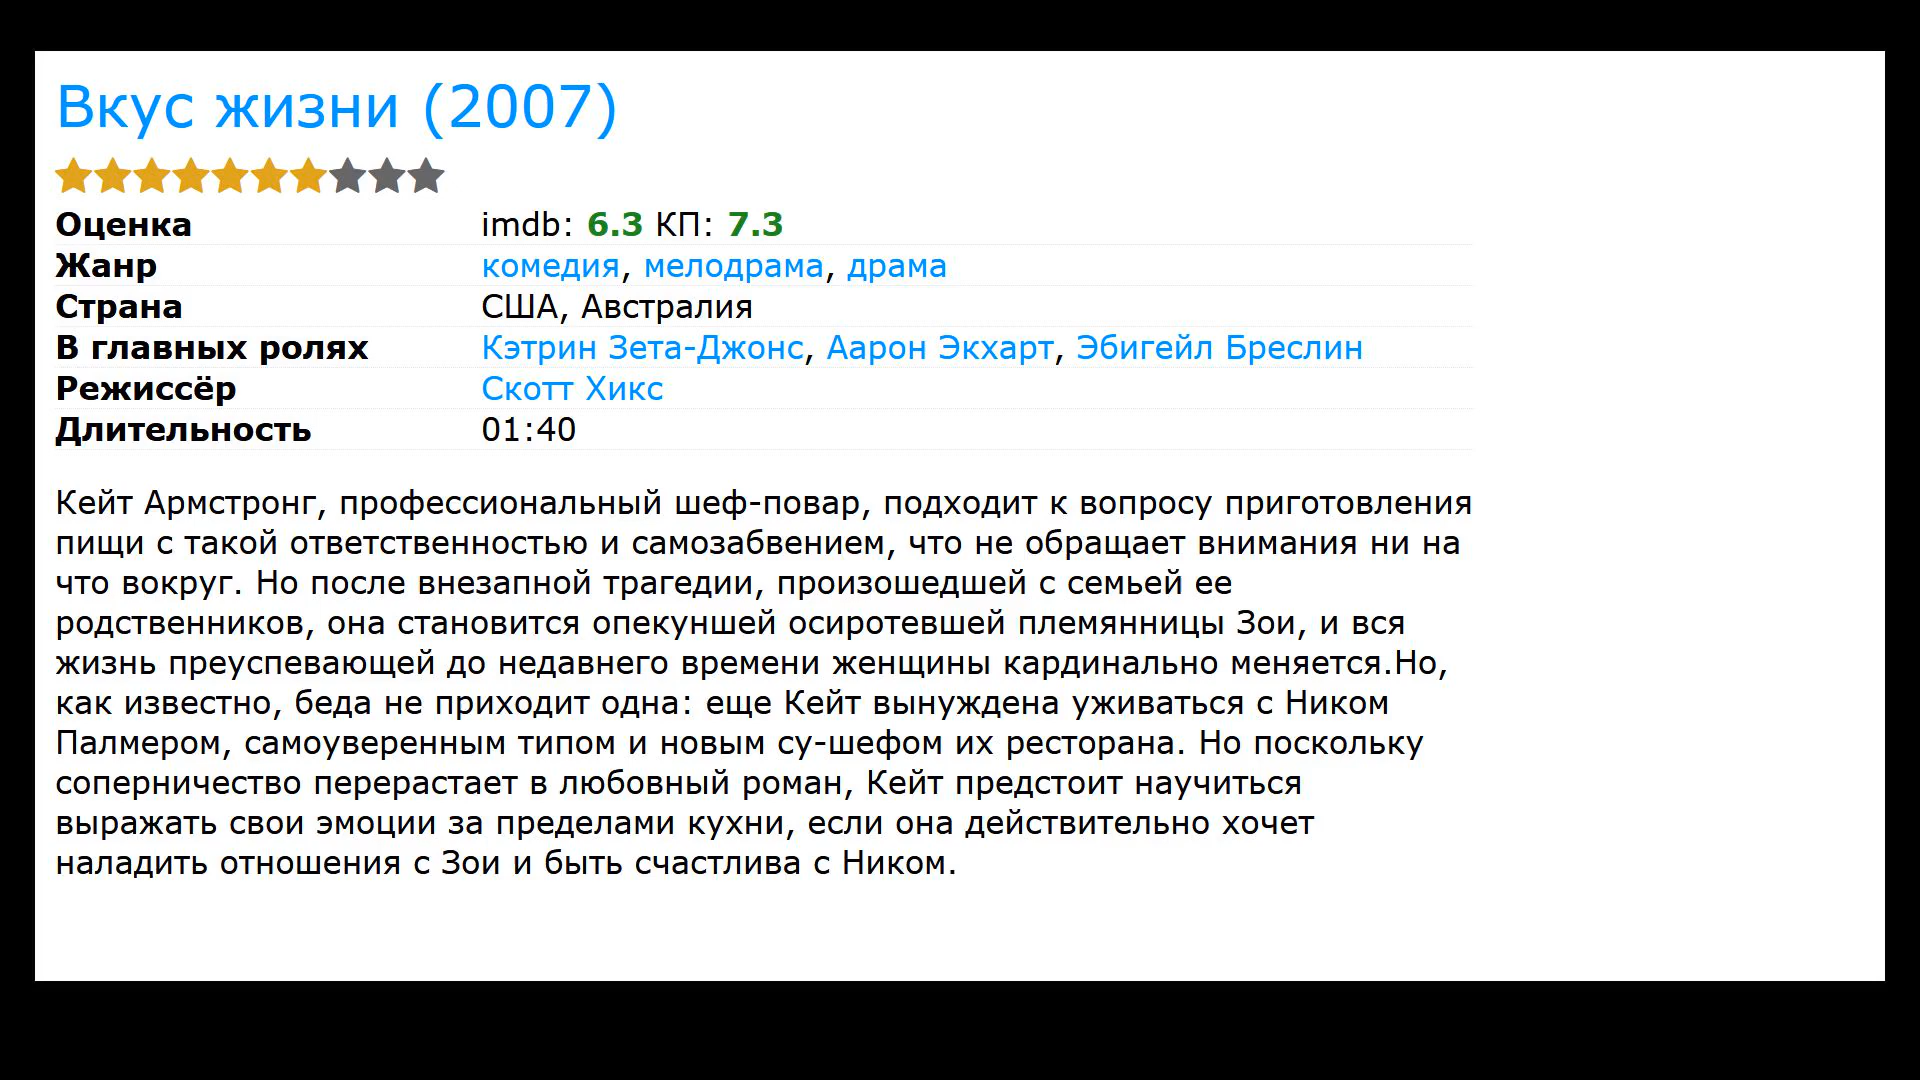 Вкус жизни (2007)
Оценка imdb: 6.3 КП: 7.3
Жанр комедия, мелодрама, драма
Страна США, Австралия
В главных ролях Кэтрин Зета-Джонс, Аарон Экхарт, Эбигейл Бреслин
Режиссёр Скотт Хикс
Длительность 01:40
Кейт Армстронг, профессиональный шеф-повар, подходит к вопросу приготовления
пищи с такой ответственностью и самозабвением, что не обращает внимания ни на
что вокруг. Но после внезапной трагедии, произошедшей с семьей ее
родственников, она становится опекуншей осиротевшей племянницы Зои, и вся
жизнь преуспевающей до недавнего времени женщины кардинально меняется.Но,
как известно, беда не приходит одна: еще Кейт вынуждена уживаться с Ником
Палмером, самоуверенным типом и новым су-шефом их ресторана. Но поскольку
соперничество перерастает в любовный роман, Кейт предстоит научиться
выражать свои эмоции за пределами кухни, если она действительно хочет
наладить отношения с Зои и быть счастлива с Ником.